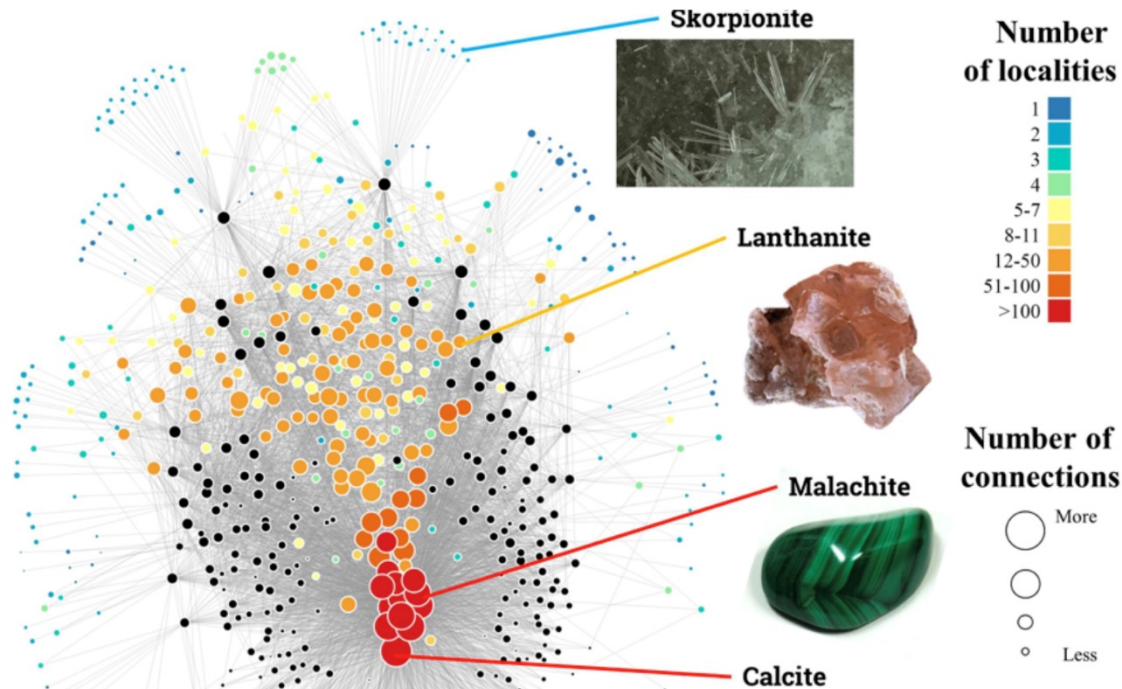 Skorpionite
Number
of localities
1
2
3
4
5-7
8-11
12-50
51-100
>100
Lanthanite
Number of
connections
More
Less
Malachite
Calcite